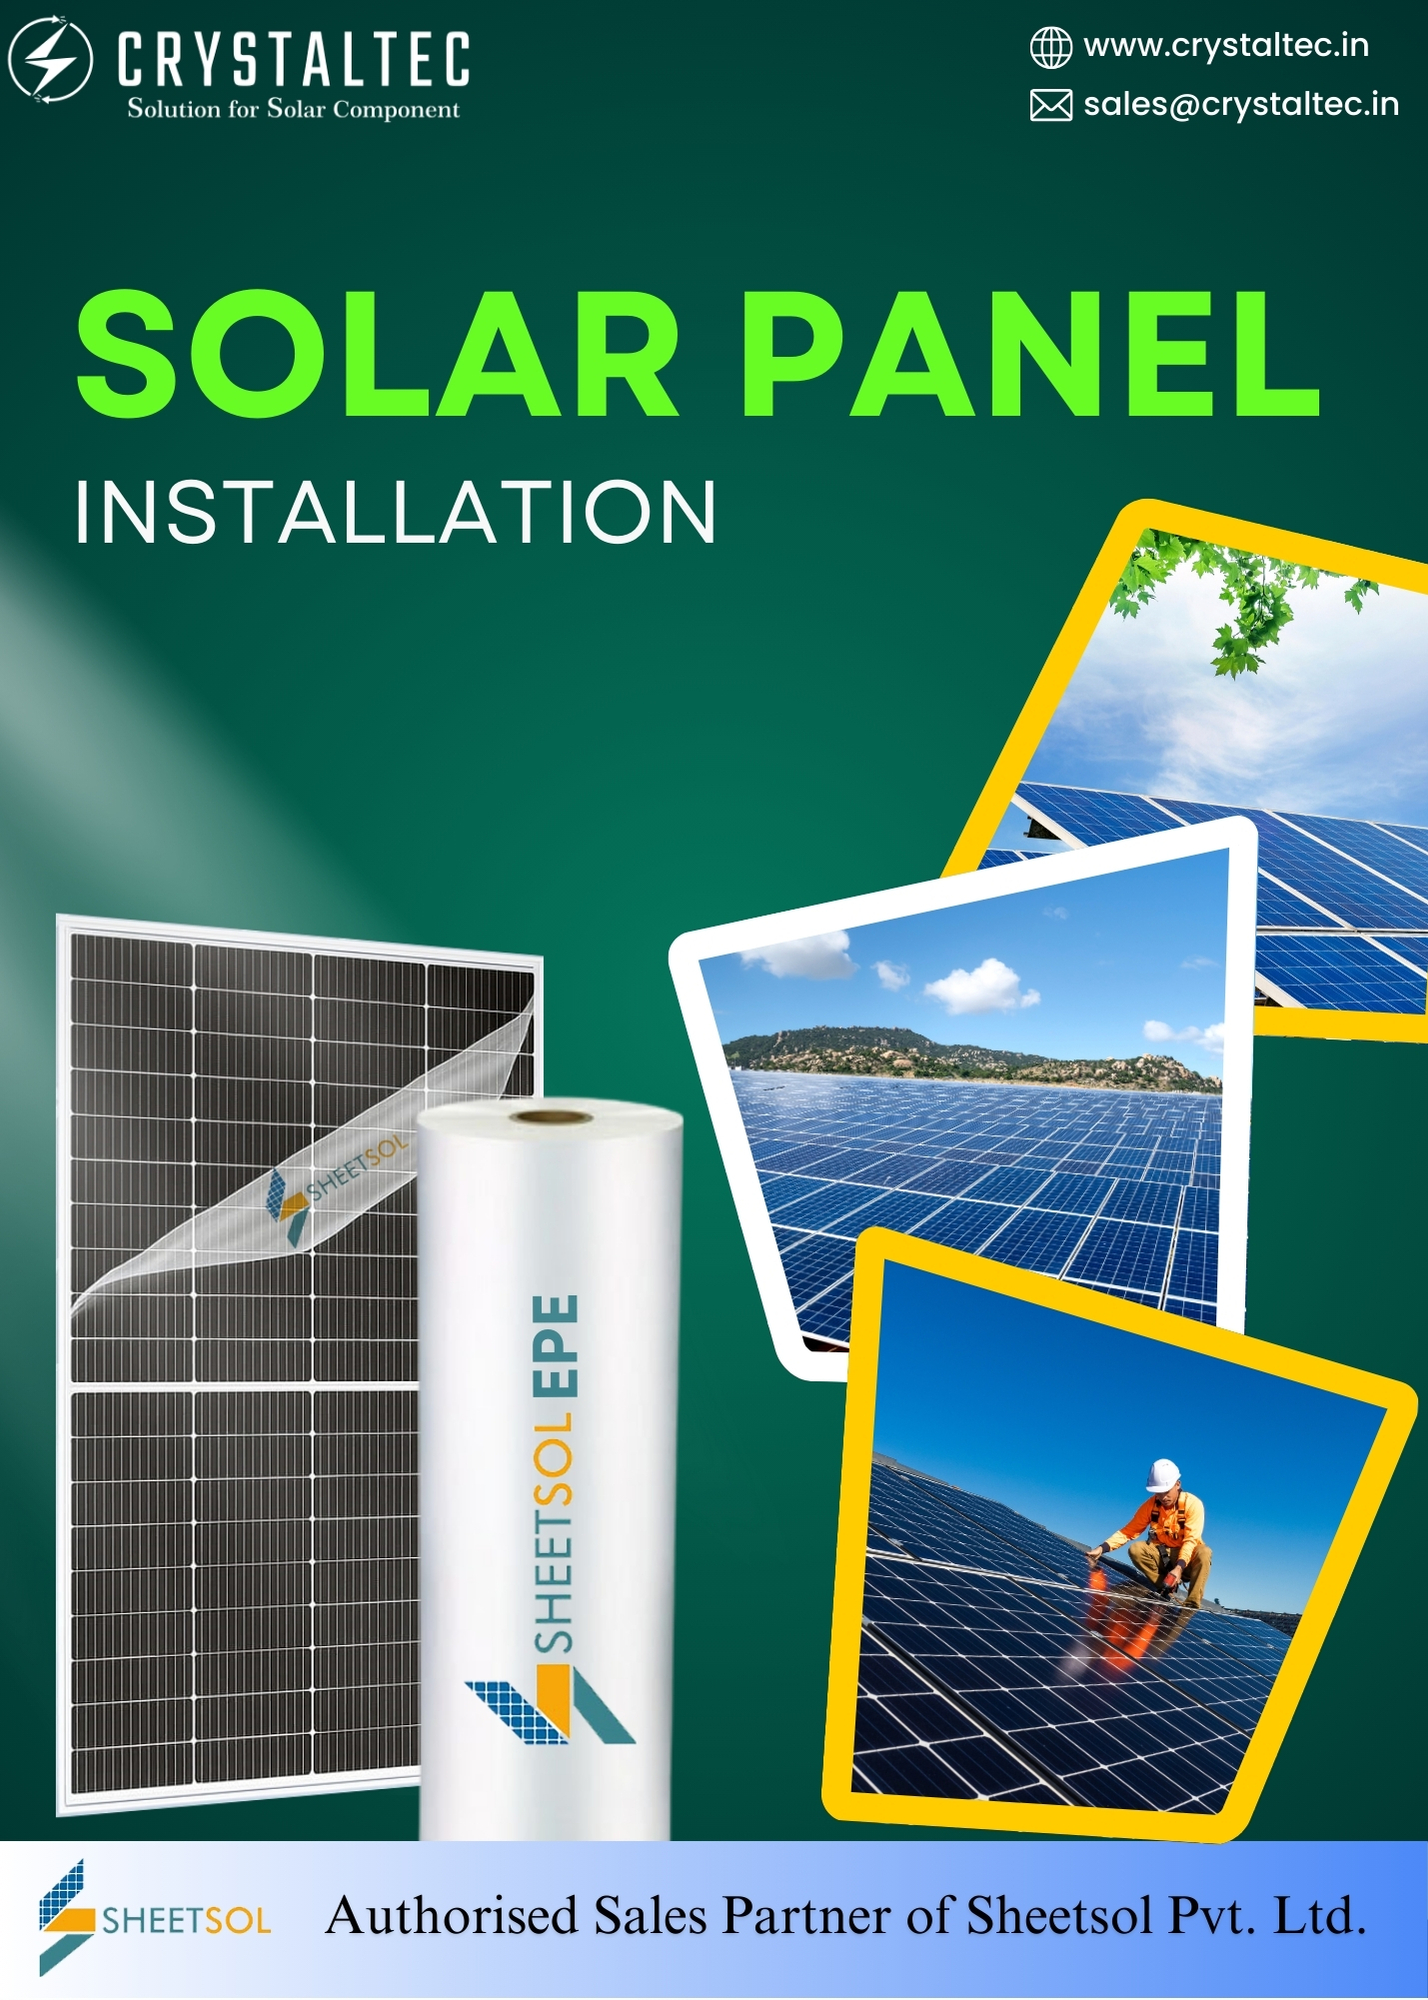 CRYSTALTEC
Solution for Solar Component
www.crystaltec.in
sales@crystaltec.in
SOLAR PANEL
INSTALLATION
SHEETSOL
SHEETSOL EPE
SHEETSOL
Authorised Sales Partner of Sheetsol Pvt. Ltd.